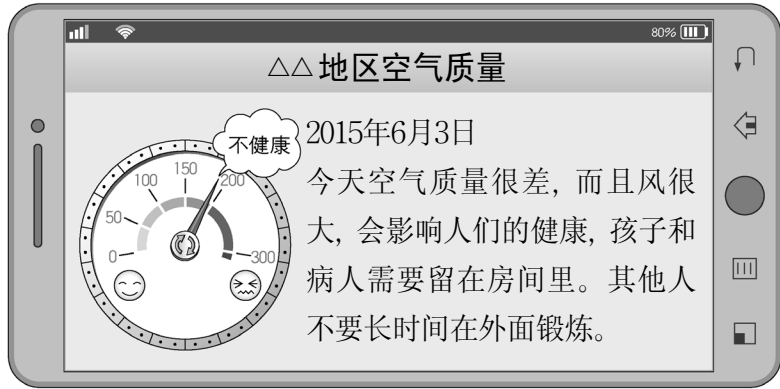 80%
△△地区空气质量
不健康
0
50
100
150
200
300
2015年6月3日
今天空气质量很差, 而且风很
大, 会影响人们的健康, 孩子和
病人需要留在房间里。其他人
不要长时间在外面锻炼。